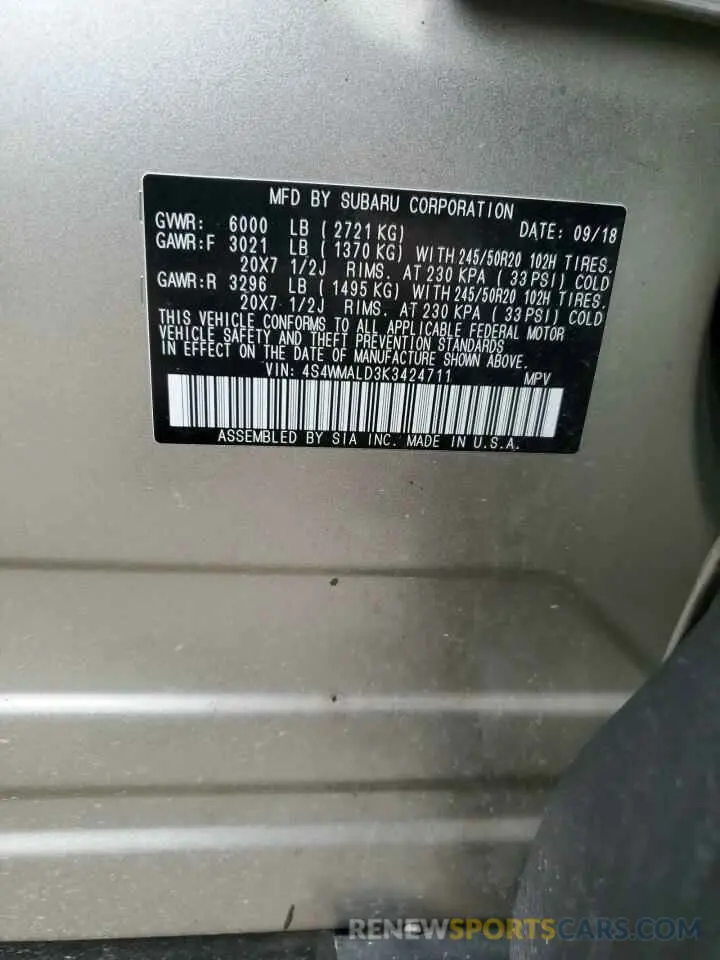 MFD BY SUBARU CORPORATION
GVWR: 6000 LB ( 2721 KG) DATE: 09/18
GAWR:F 3021 LB ( 1370 KG) WITH 245/50R20 102H TIRES.
20X7 1/2J RIMS. AT 230 KPA ( 33 PSI) COLD
GAWR:R 3296 LB ( 1495 KG) WITH 245/50R20 102H TIRES.
20X7 1/2J RIMS. AT 230 KPA ( 33 PSI) COLD
THIS VEHICLE CONFORMS TO ALL APPLICABLE FEDERAL MOTOR
VEHICLE SAFETY AND THEFT PREVENTION STANDARDS
IN EFFECT ON THE DATE OF MANUFACTURE SHOWN ABOVE.
VIN: 4S4WMALD3K3424711 MPV
ASSEMBLED BY SIA INC. MADE IN U.S.A.
RENEWSPORTSCARS.COM